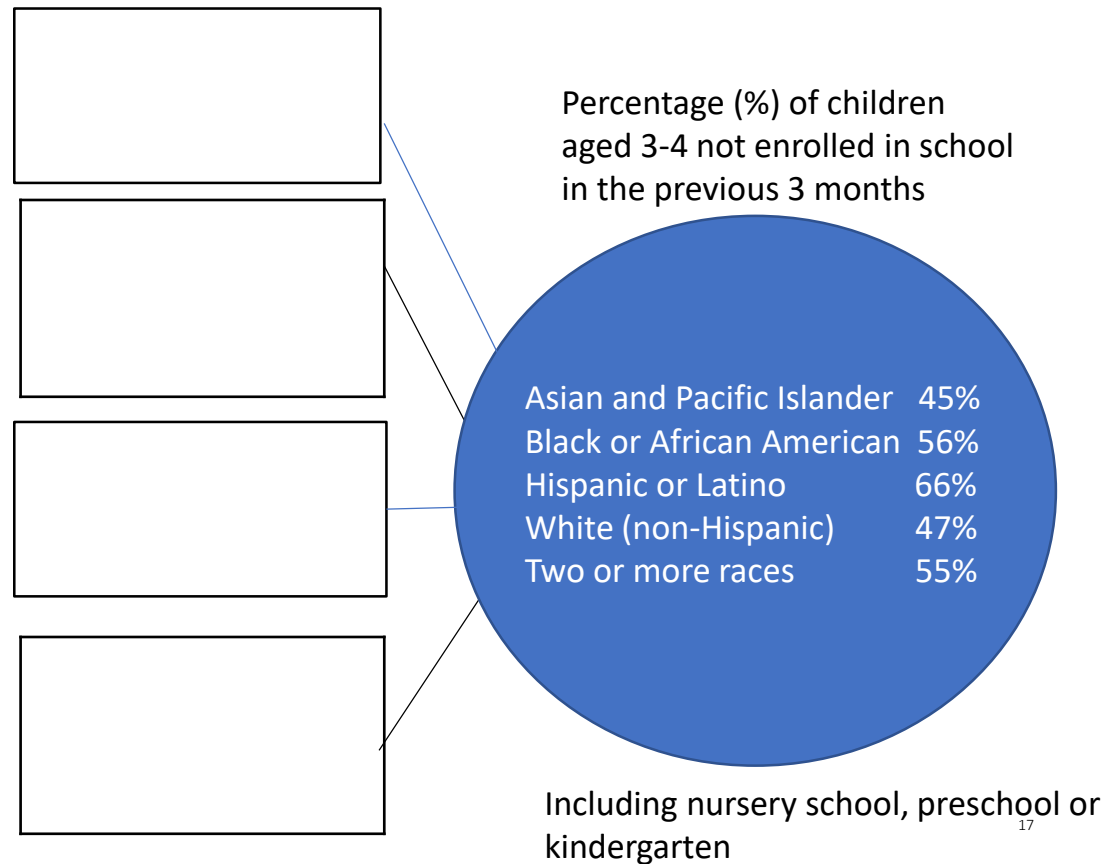 Percentage (%) of children
aged 3-4 not enrolled in school
in the previous 3 months
Asian and Pacific Islander 45%
Black or African American 56%
Hispanic or Latino 66%
White (non-Hispanic) 47%
Two or more races 55%
Including nursery school, preschool or
kindergarten
17